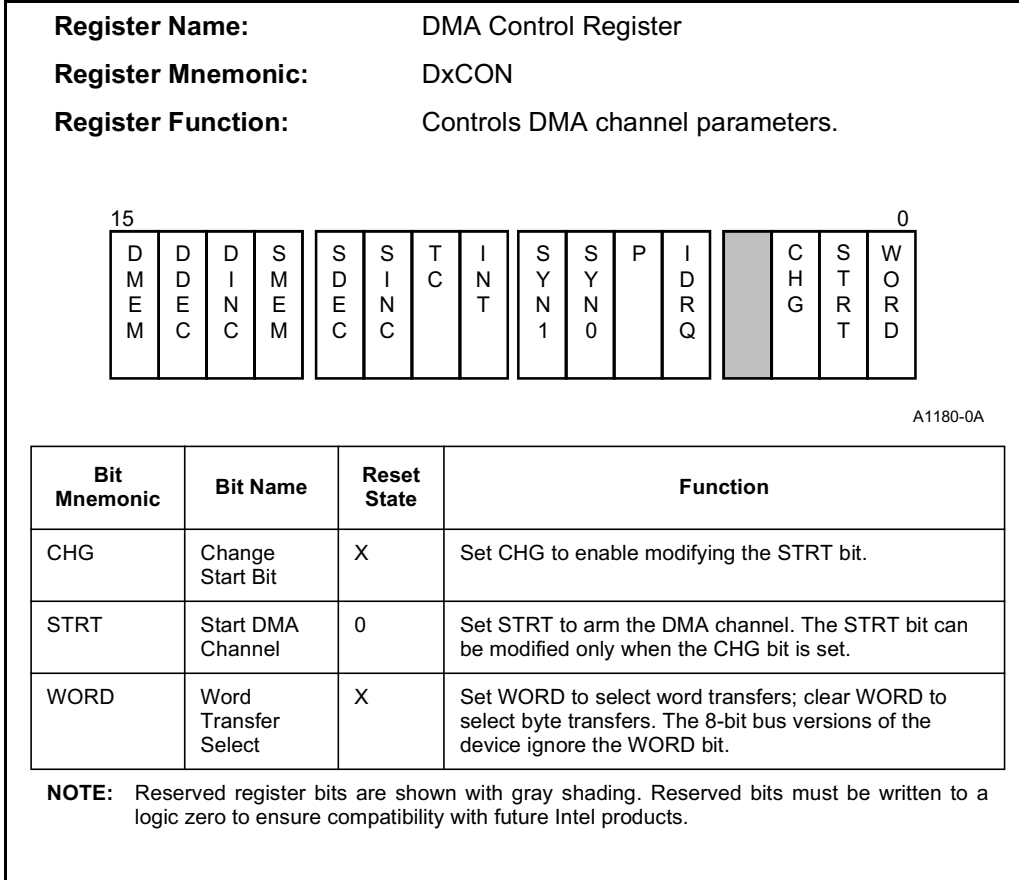 Register Name: DMA Control Register
Register Mnemonic: DxCON
Register Function: Controls DMA channel parameters.
15 0
DMEM DDEC DINC SMEM SDEC SINC TC INT SYN1 SYN0 P IDRQ CHG STRT WORD
A1180-0A
Bit Mnemonic Bit Name Reset State Function
CHG Change Start Bit X Set CHG to enable modifying the STRT bit.
STRT Start DMA Channel 0 Set STRT to arm the DMA channel. The STRT bit can
be modified only when the CHG bit is set.
WORD Word Transfer Select X Set WORD to select word transfers; clear WORD to
select byte transfers. The 8-bit bus versions of the
device ignore the WORD bit.
NOTE: Reserved register bits are shown with gray shading. Reserved bits must be written to a
logic zero to ensure compatibility with future Intel products.